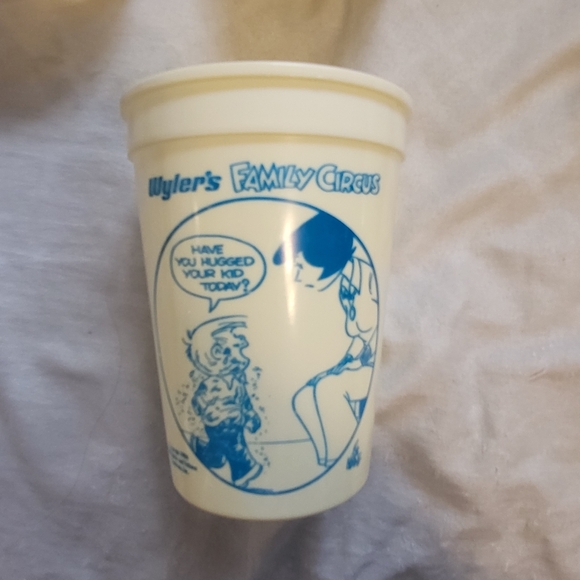 Wyler's FAMILY CIRCUS
HAVE
YOU HUGGED
YOUR KID
TODAY?